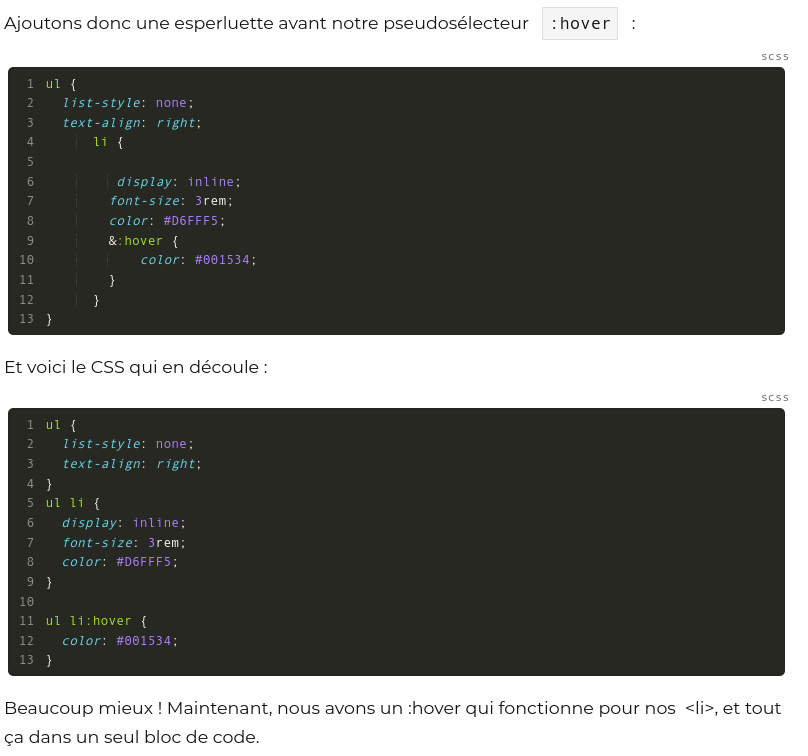 Ajoutons donc une esperluette avant notre pseudosélecteur :hover :
scss
1 ul {
2 list-style: none;
3 text-align: right;
4 li {
5
6 display: inline;
7 font-size: 3rem;
8 color: #D6FFF5;
9 &:hover {
10 color: #001534;
11 }
12 }
13 }
Et voici le CSS qui en découle :
scss
1 ul {
2 list-style: none;
3 text-align: right;
4 }
5 ul li {
6 display: inline;
7 font-size: 3rem;
8 color: #D6FFF5;
9 }
10
11 ul li:hover {
12 color: #001534;
13 }
Beaucoup mieux ! Maintenant, nous avons un :hover qui fonctionne pour nos <li>, et tout
ça dans un seul bloc de code.